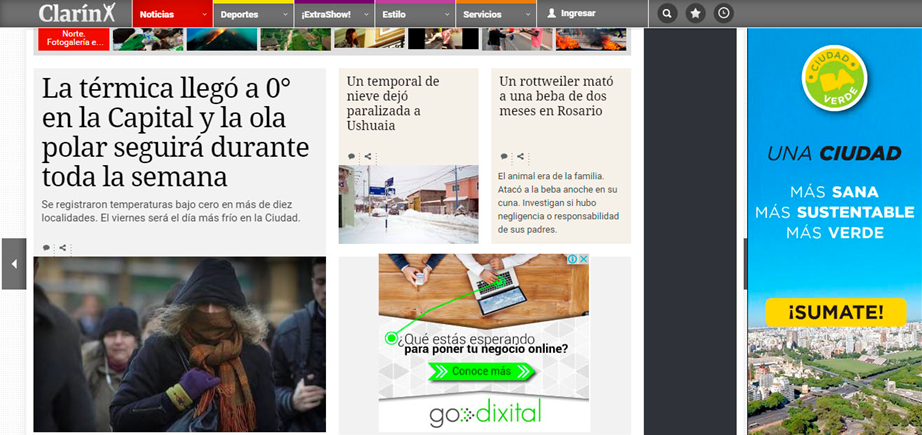 Clarín
Noticias
Deportes
¡ExtraShow!
Estilo
Servicios
Ingresar
Norte.
Fotogalería e...
La térmica llegó a 0°
en la Capital y la ola
polar seguirá durante
toda la semana
Se registraron temperaturas bajo cero en más de diez
localidades. El viernes será el día más frío en la Ciudad.
Un temporal de
nieve dejó
paralizada a
Ushuaia
Un rottweiler mató
a una beba de dos
meses en Rosario
El animal era de la familia.
Atacó a la beba anoche en su
cuna. Investigan si hubo
negligencia o responsabilidad
de sus padres.
¿Qué estás esperando
para poner tu negocio online?
Conoce más
godixital
CIUDAD
BA
VERDE
UNA CIUDAD
MÁS SANA
MÁS SUSTENTABLE
MÁS VERDE
¡SUMATE!